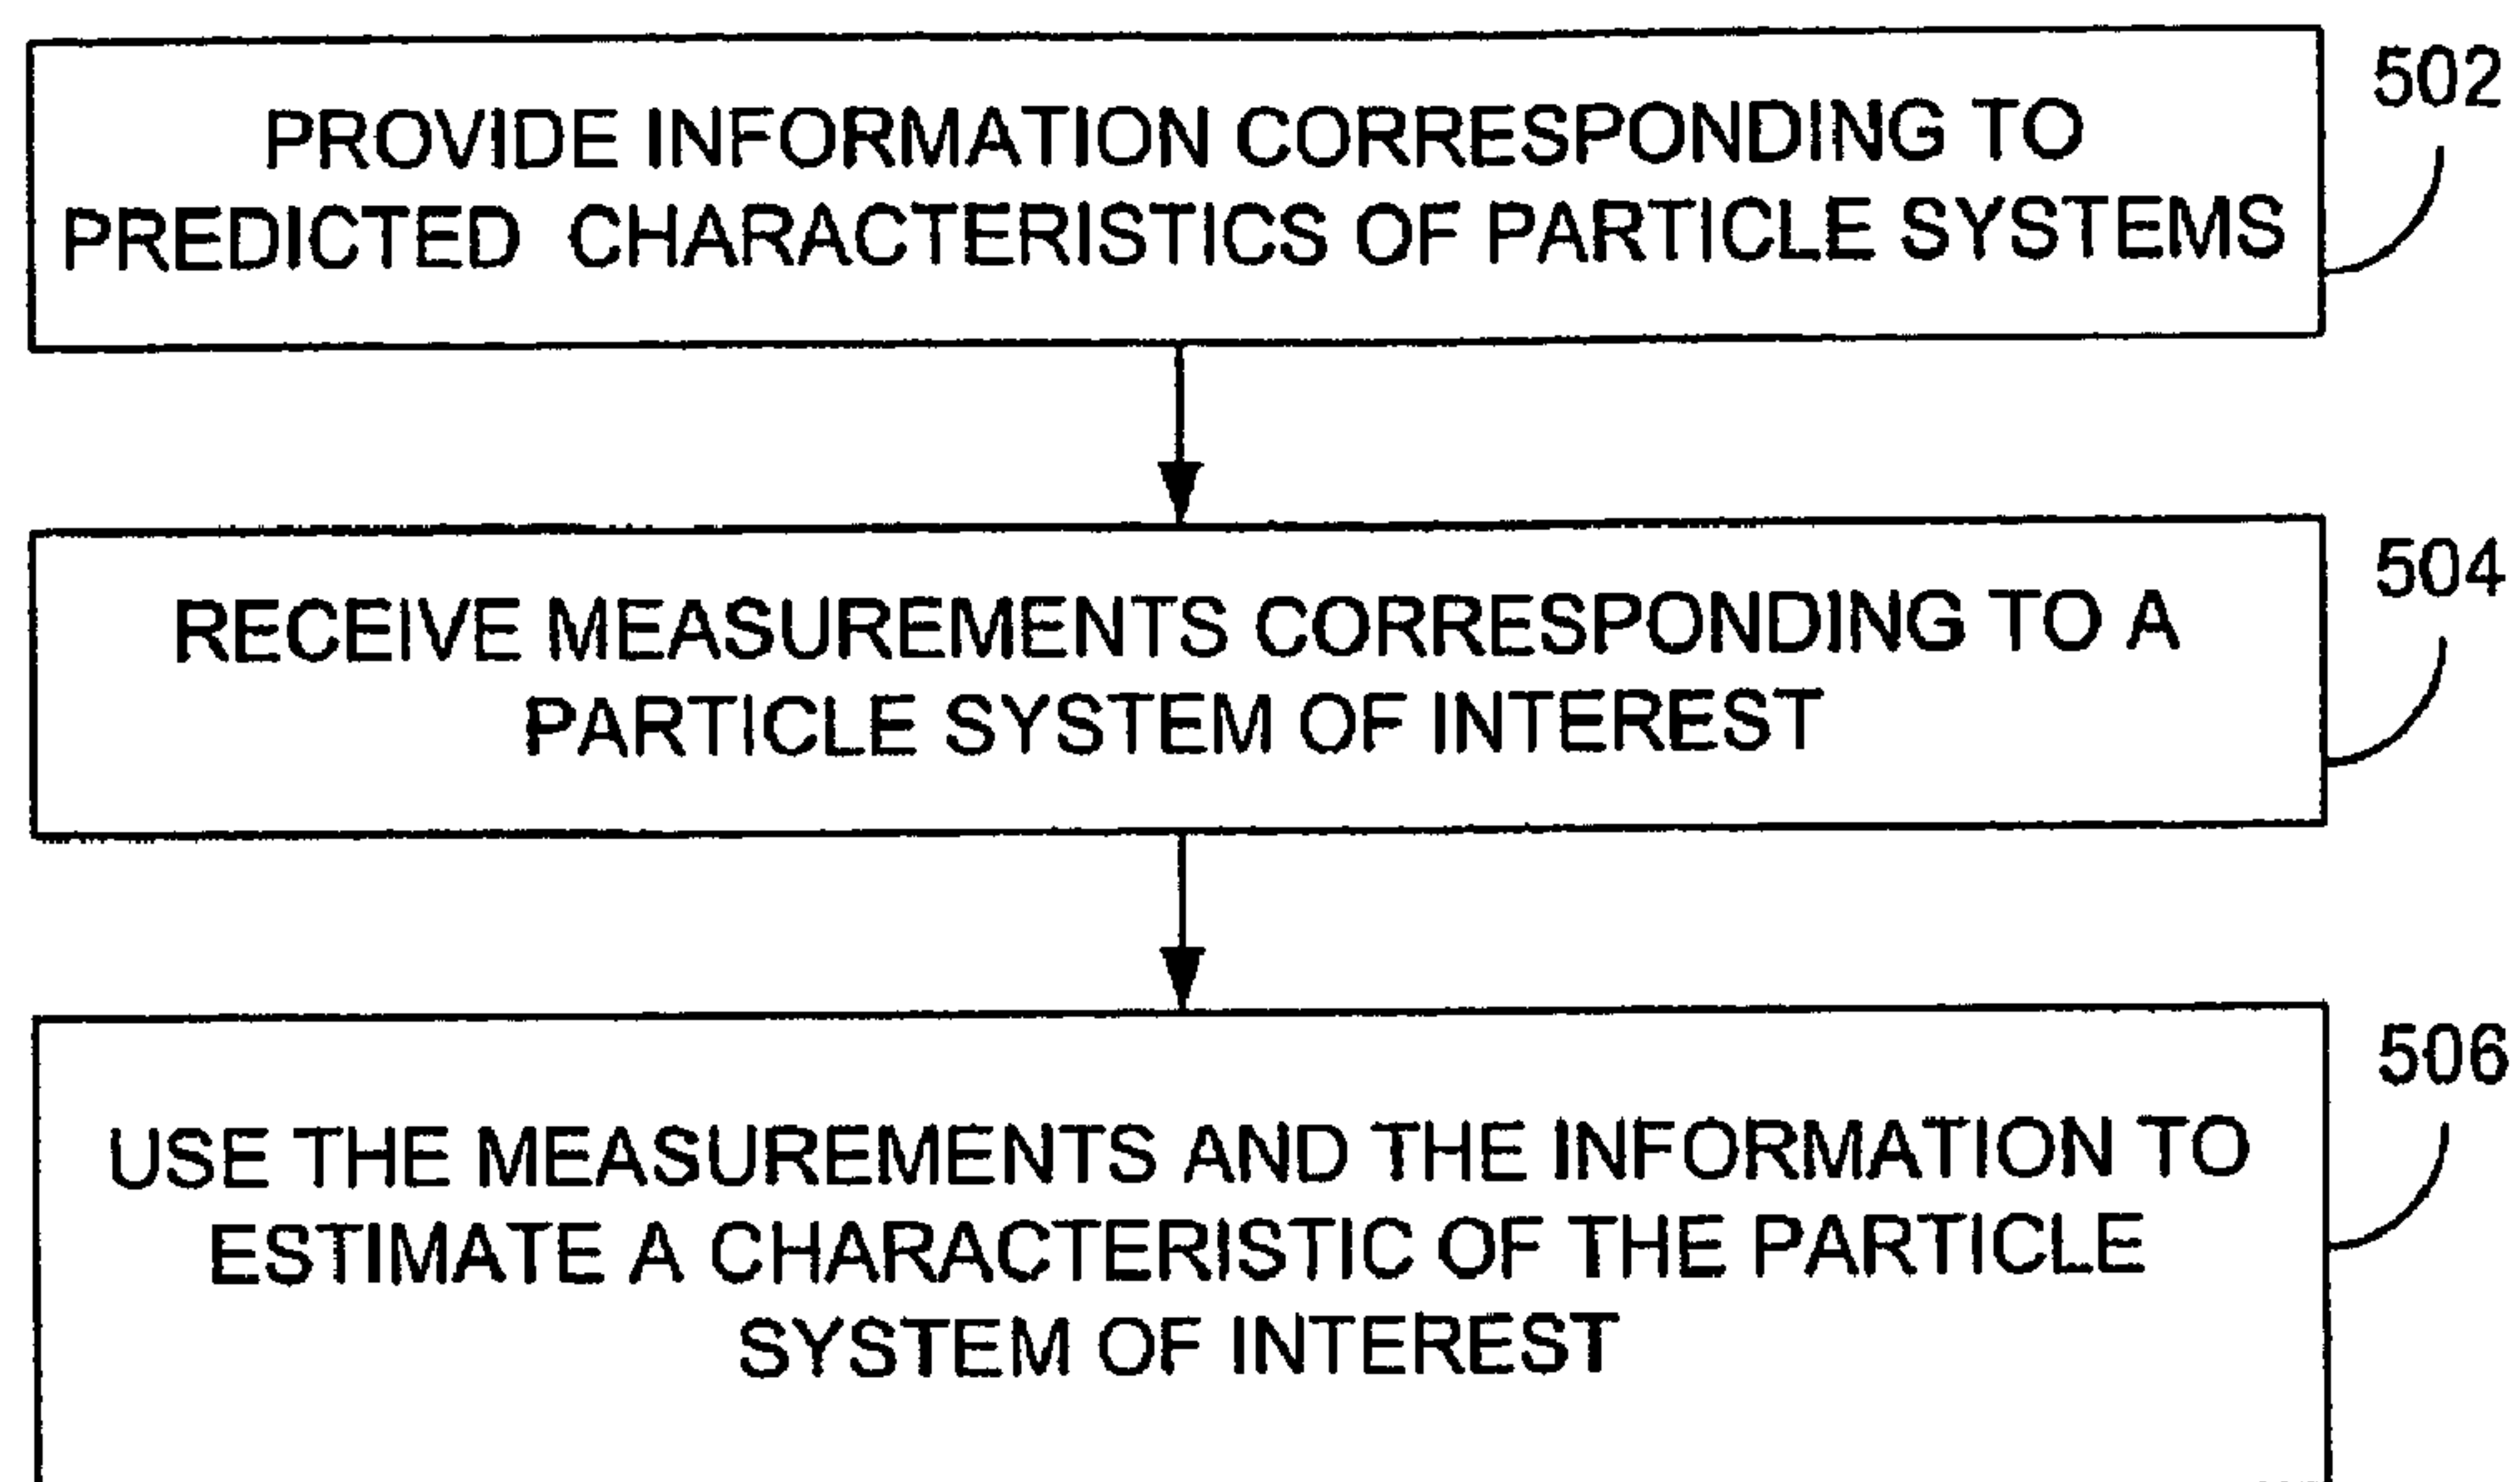 502
PROVIDE INFORMATION CORRESPONDING TO
PREDICTED CHARACTERISTICS OF PARTICLE SYSTEMS
504
RECEIVE MEASUREMENTS CORRESPONDING TO A
PARTICLE SYSTEM OF INTEREST
506
USE THE MEASUREMENTS AND THE INFORMATION TO
ESTIMATE A CHARACTERISTIC OF THE PARTICLE
SYSTEM OF INTEREST